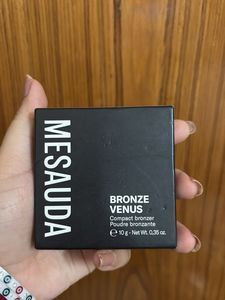 MESAUDA
BRONZE
VENUS
Compact bronzer
Poudre bronzante
℮ 10 g - Net Wt. 0,35 oz.